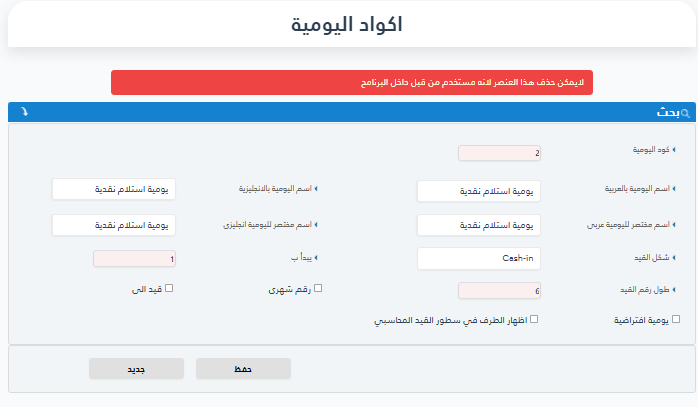 اكواد اليومية
لايمكن حذف هذا العنصر لانه مستخدم من قبل داخل البرنامج
بحث
كود اليومية 2
اسم اليومية بالعربية يومية استلام نقدية اسم اليومية بالانجليزية يومية استلام نقدية
اسم مختصر لليومية عربى يومية استلام نقدية اسم مختصر لليومية انجليزى يومية استلام نقدية
شكل القيد Cash-in يبدأ ب 1
طول رقم القيد 6 رقم شهرى قيد الى
يومية افتراضية اظهار الطرف في سطور القيد المحاسبي
حفظ جديد